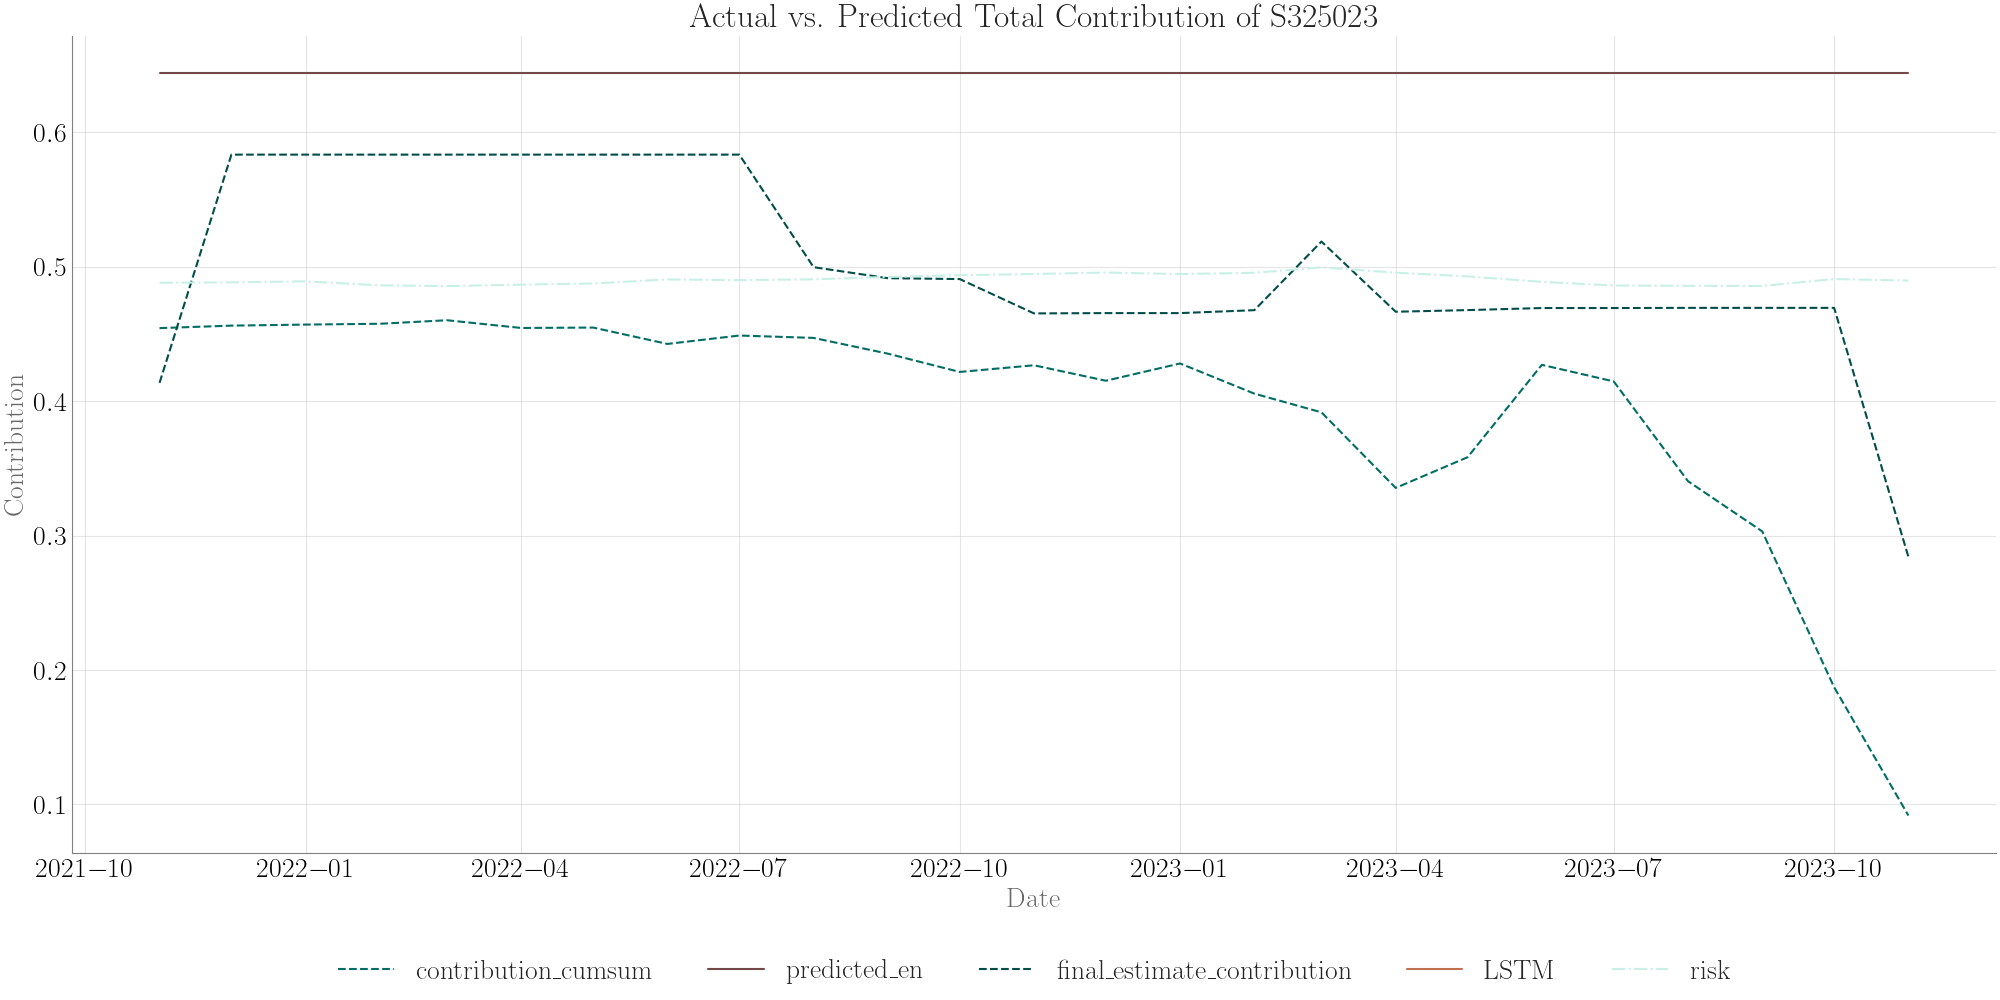 Actual vs. Predicted Total Contribution of S325023
Contribution
0.6
0.5
0.4
0.3
0.2
0.1
2021–10 2022–01 2022–04 2022–07 2022–10 2023–01 2023–04 2023–07 2023–10
Date
contribution_cumsum predicted_en final_estimate_contribution LSTM risk